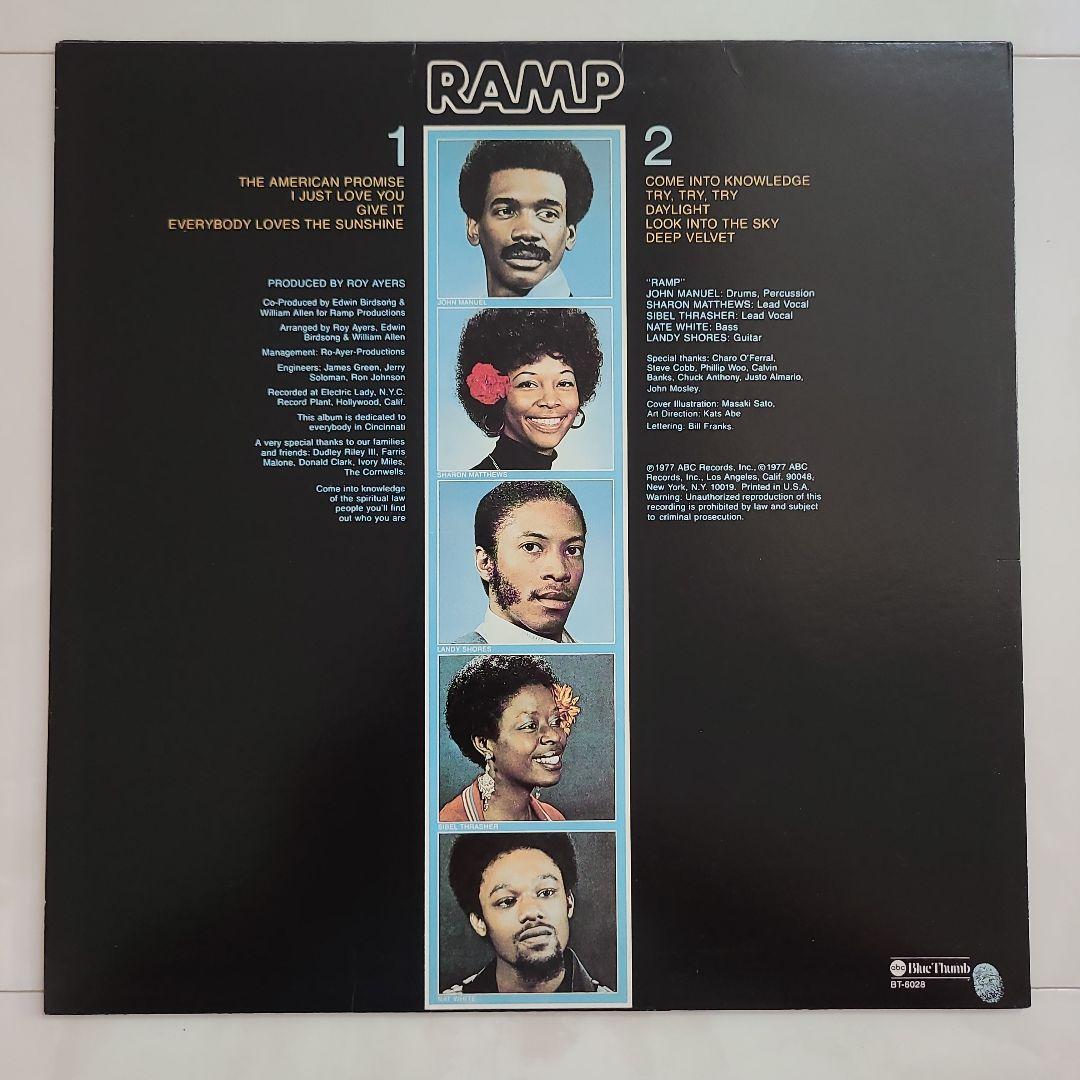 RAMP
1
THE AMERICAN PROMISE
I JUST LOVE YOU
GIVE IT
EVERYBODY LOVES THE SUNSHINE
PRODUCED BY ROY AYERS
Co-Produced by Edwin Birdsong &
William Allen for Ramp Productions
Arranged by Roy Ayers, Edwin
Birdsong & William Allen
Management: Ro-Ayer-Productions
Engineers: James Green, Jerry
Soloman, Ron Johnson
Recorded at Electric Lady, N.Y.C.
Record Plant, Hollywood, Calif.
This album is dedicated to
everybody in Cincinnati
A very special thanks to our families
and friends: Dudley Riley III, Farris
Malone, Donald Clark, Ivory Miles,
The Cornwells.
Come into knowledge
of the spiritual law
people you'll find
out who you are
JOHN MANUEL
SHARON MATTHEWS
LANDY SHORES
SIBEL THRASHER
NAT WHITE
2
COME INTO KNOWLEDGE
TRY, TRY, TRY
DAYLIGHT
LOOK INTO THE SKY
DEEP VELVET
"RAMP"
JOHN MANUEL: Drums, Percussion
SHARON MATTHEWS: Lead Vocal
SIBEL THRASHER: Lead Vocal
NATE WHITE: Bass
LANDY SHORES: Guitar
Special thanks: Charo O'Ferral,
Steve Cobb, Phillip Woo, Calvin
Banks, Chuck Anthony, Justo Almario,
John Mosley.
Cover Illustration: Masaki Sato,
Art Direction: Kats Abe
Lettering: Bill Franks.
℗1977 ABC Records, Inc., ©1977 ABC
Records, Inc., Los Angeles, Calif. 90048,
New York, N.Y. 10019. Printed in U.S.A.
Warning: Unauthorized reproduction of this
recording is prohibited by law and subject
to criminal prosecution.
abc Blue Thumb
BT-6028